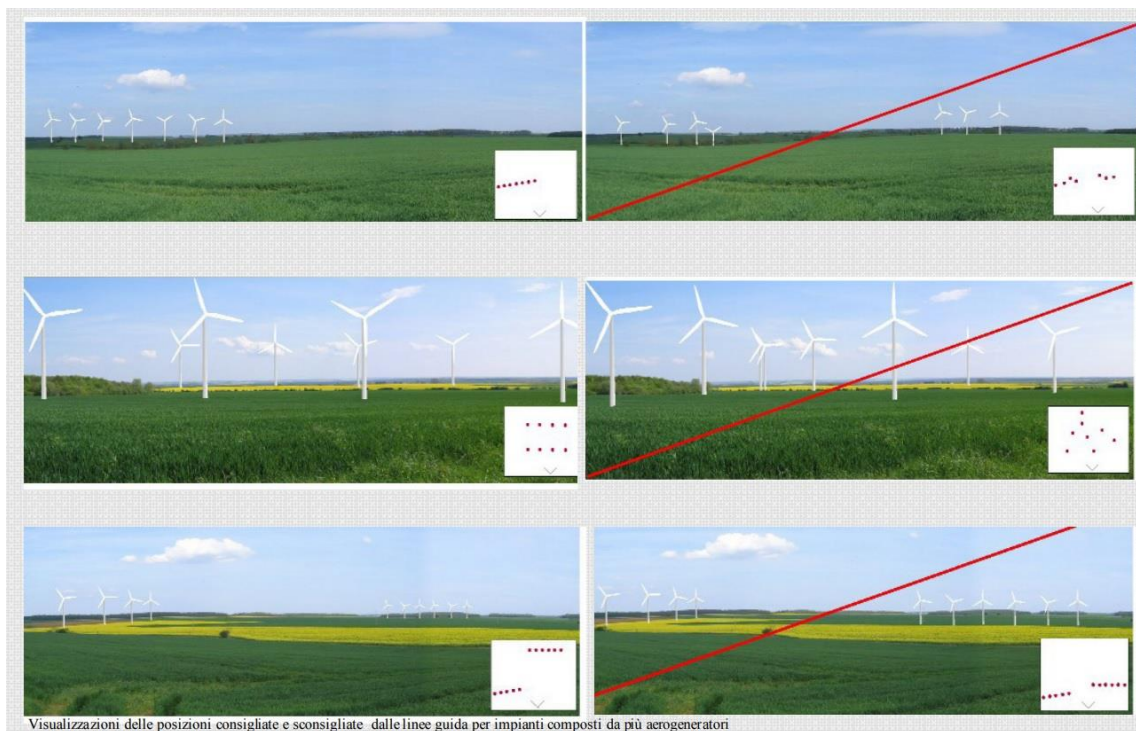 Visualizzazioni delle posizioni consigliate e sconsigliate dalle linee guida per impianti composti da più aerogeneratori